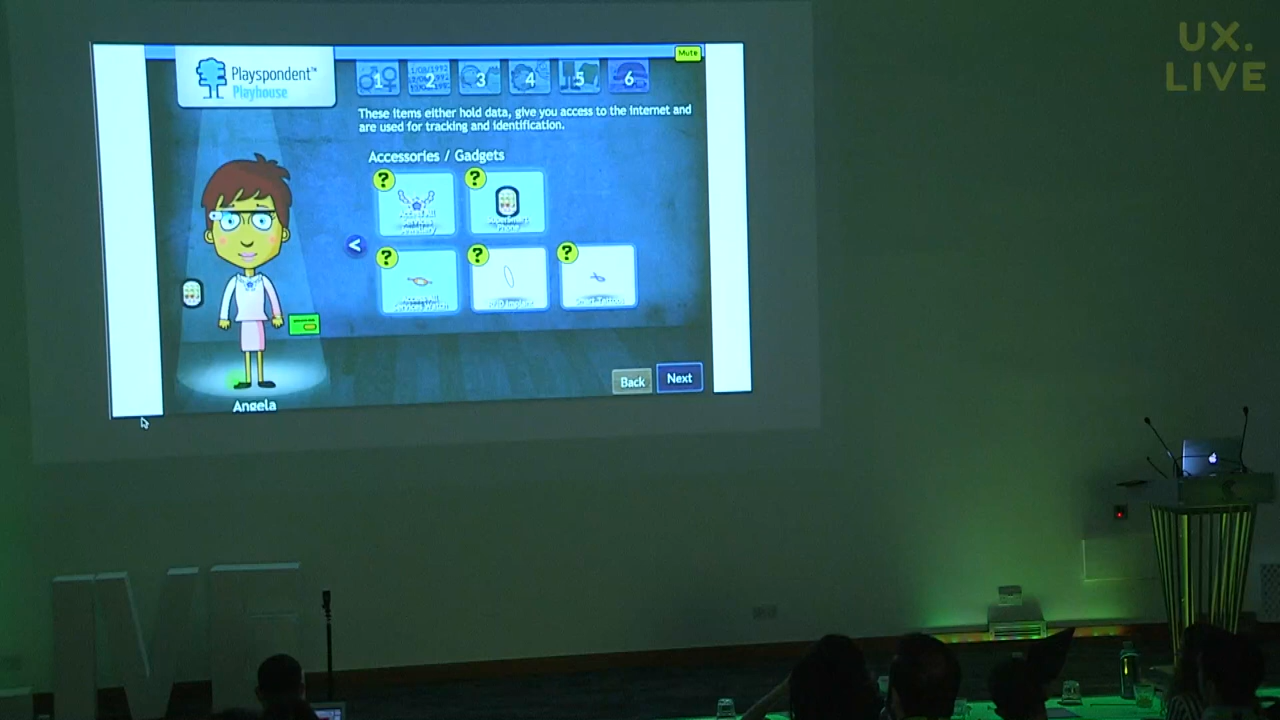 UX.
LIVE
Mute
Playspondent™
Playhouse
1 2 3 4 5 6
These items either hold data, give you access to the internet and
are used for tracking and identification.
Accessories / Gadgets
?
?
<
?
?
?
Back
Next
Angela